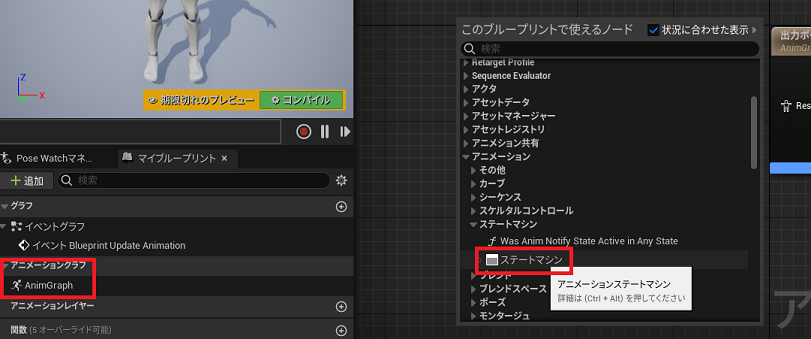 Z
X
期限切れのプレビュー
コンパイル
Pose Watchマネ...
マイブループリント
追加
検索
グラフ
イベントグラフ
イベント Blueprint Update Animation
アニメーショングラフ
AnimGraph
アニメーションレイヤー
関数 (5 オーバーライド可能)
このブループリントで使えるノード
状況に合わせた表示
検索
Retarget Profile
Sequence Evaluator
アクタ
アセットデータ
アセットマネージャー
アセットレジストリ
アニメーション共有
アニメーション
その他
カーブ
シーケンス
スケルタルコントロール
ステートマシン
Was Anim Notify State Active in Any State
ステートマシン
ブレンド
ブレンドスペース
ポーズ
モンタージュ
アニメーションステートマシン
詳細は (Ctrl + Alt) を押してください
出力ポ
AnimGr
Res
ア